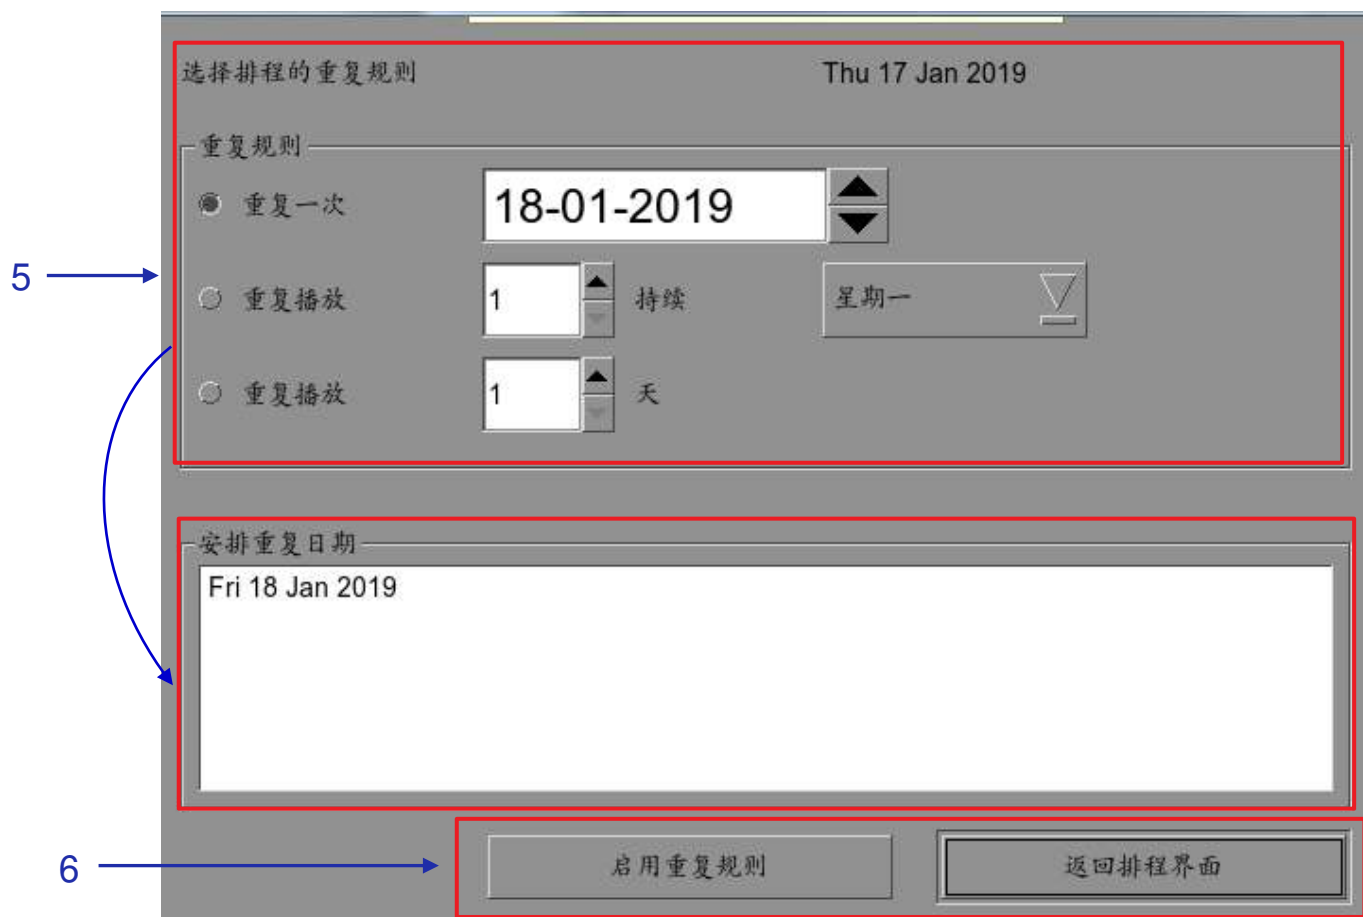 选择排程的重复规则 Thu 17 Jan 2019
重复规则
重复一次 18-01-2019
5
重复播放 1 持续 星期一
重复播放 1 天
安排重复日期
Fri 18 Jan 2019
6
启用重复规则 返回排程界面